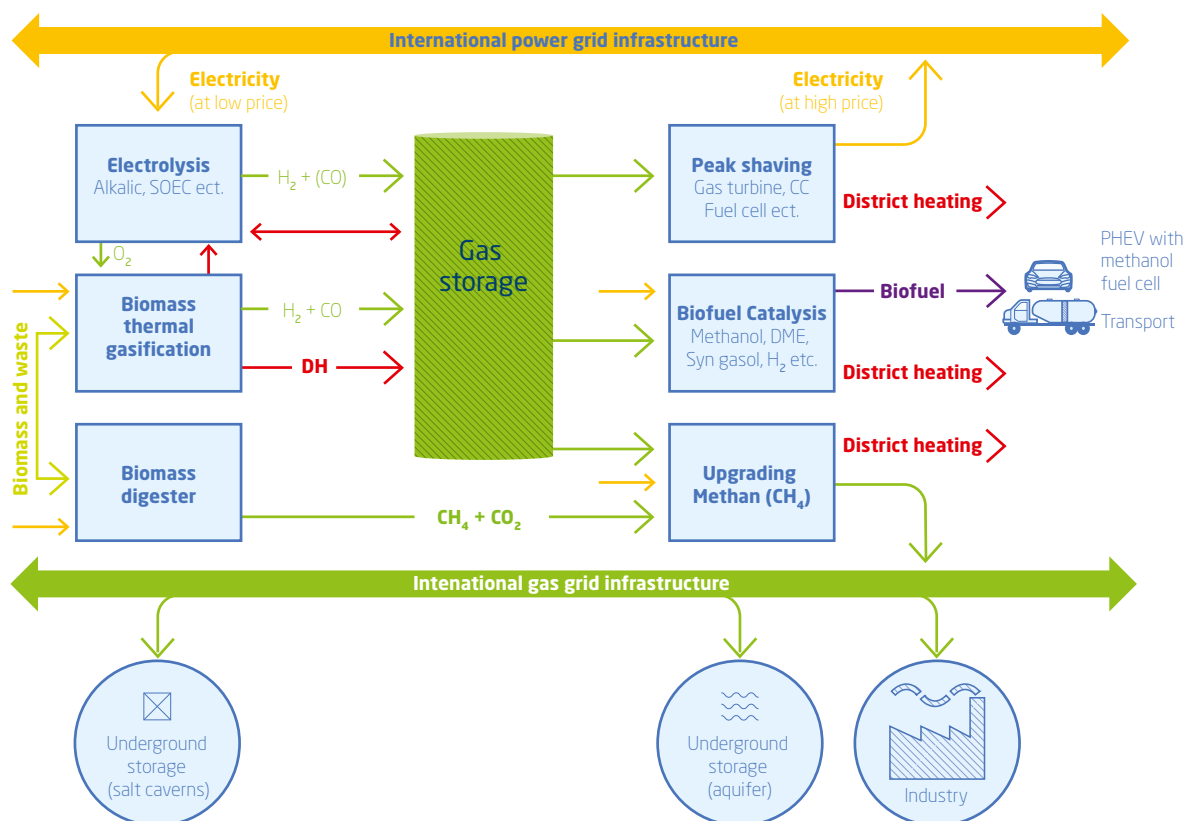 International power grid infrastructure
Electricity
(at low price)
Electricity
(at high price)
Electrolysis
Alkalic, SOEC ect.
H₂ + (CO)
Gas
storage
Peak shaving
Gas turbine, CC
Fuel cell ect.
District heating
O₂
Biomass and waste
Biomass
thermal
gasification
H₂ + CO
DH
Biofuel Catalysis
Methanol, DME,
Syn gasol, H₂ etc.
Biofuel
PHEV with
methanol
fuel cell
Transport
District heating
District heating
Biomass
digester
CH₄ + CO₂
Upgrading
Methan (CH₄)
Intenational gas grid infrastructure
Underground
storage
(salt caverns)
Underground
storage
(aquifer)
Industry